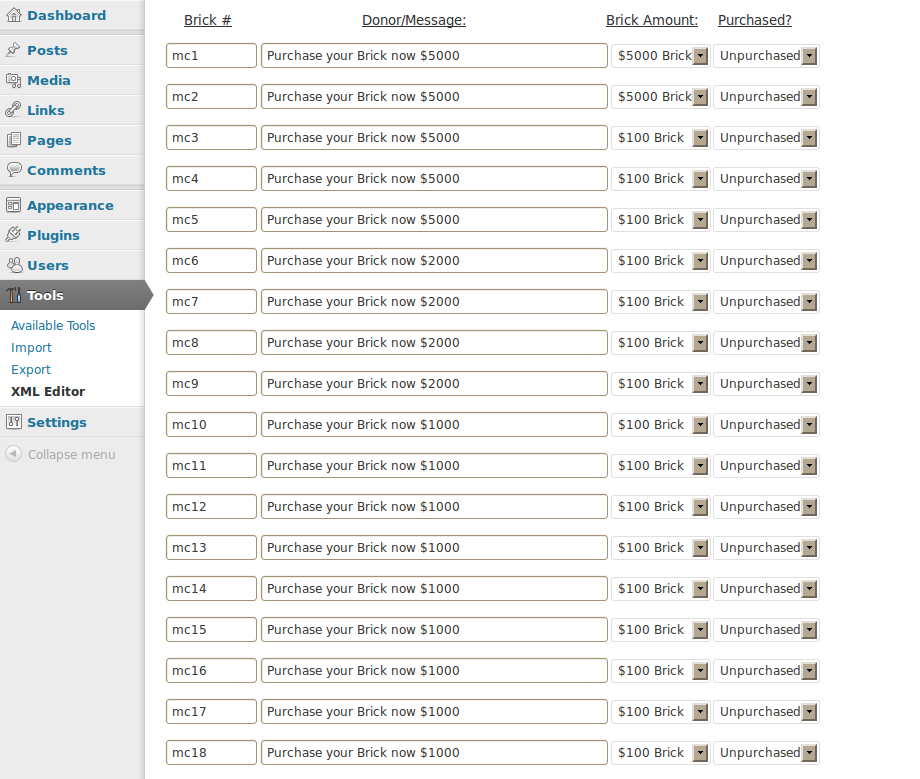 Dashboard
Posts
Media
Links
Pages
Comments
Appearance
Plugins
Users
Tools
Available Tools
Import
Export
XML Editor
Settings
Collapse menu
Brick # Donor/Message: Brick Amount: Purchased?
mc1 Purchase your Brick now $5000 $5000 Brick Unpurchased
mc2 Purchase your Brick now $5000 $5000 Brick Unpurchased
mc3 Purchase your Brick now $5000 $100 Brick Unpurchased
mc4 Purchase your Brick now $5000 $100 Brick Unpurchased
mc5 Purchase your Brick now $5000 $100 Brick Unpurchased
mc6 Purchase your Brick now $2000 $100 Brick Unpurchased
mc7 Purchase your Brick now $2000 $100 Brick Unpurchased
mc8 Purchase your Brick now $2000 $100 Brick Unpurchased
mc9 Purchase your Brick now $2000 $100 Brick Unpurchased
mc10 Purchase your Brick now $1000 $100 Brick Unpurchased
mc11 Purchase your Brick now $1000 $100 Brick Unpurchased
mc12 Purchase your Brick now $1000 $100 Brick Unpurchased
mc13 Purchase your Brick now $1000 $100 Brick Unpurchased
mc14 Purchase your Brick now $1000 $100 Brick Unpurchased
mc15 Purchase your Brick now $1000 $100 Brick Unpurchased
mc16 Purchase your Brick now $1000 $100 Brick Unpurchased
mc17 Purchase your Brick now $1000 $100 Brick Unpurchased
mc18 Purchase your Brick now $1000 $100 Brick Unpurchased